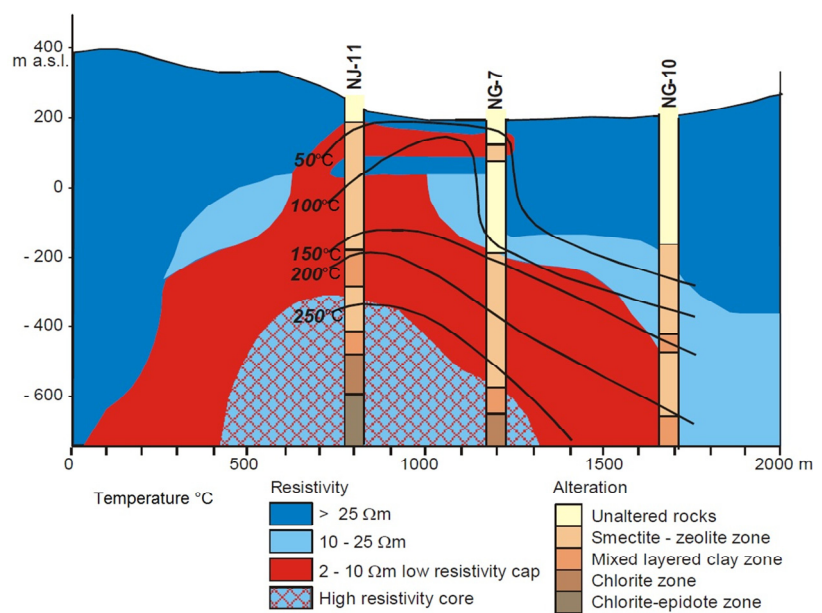 400
m a.s.l.
200
0
- 200
- 400
- 600
NJ-11
NG-7
NG-10
50°C
100°C
150°C
200°C
250°C
0
500
1000
1500
2000 m
Temperature °C
Resistivity
> 25 Ωm
10 - 25 Ωm
2 - 10 Ωm low resistivity cap
High resistivity core
Alteration
Unaltered rocks
Smectite - zeolite zone
Mixed layered clay zone
Chlorite zone
Chlorite-epidote zone